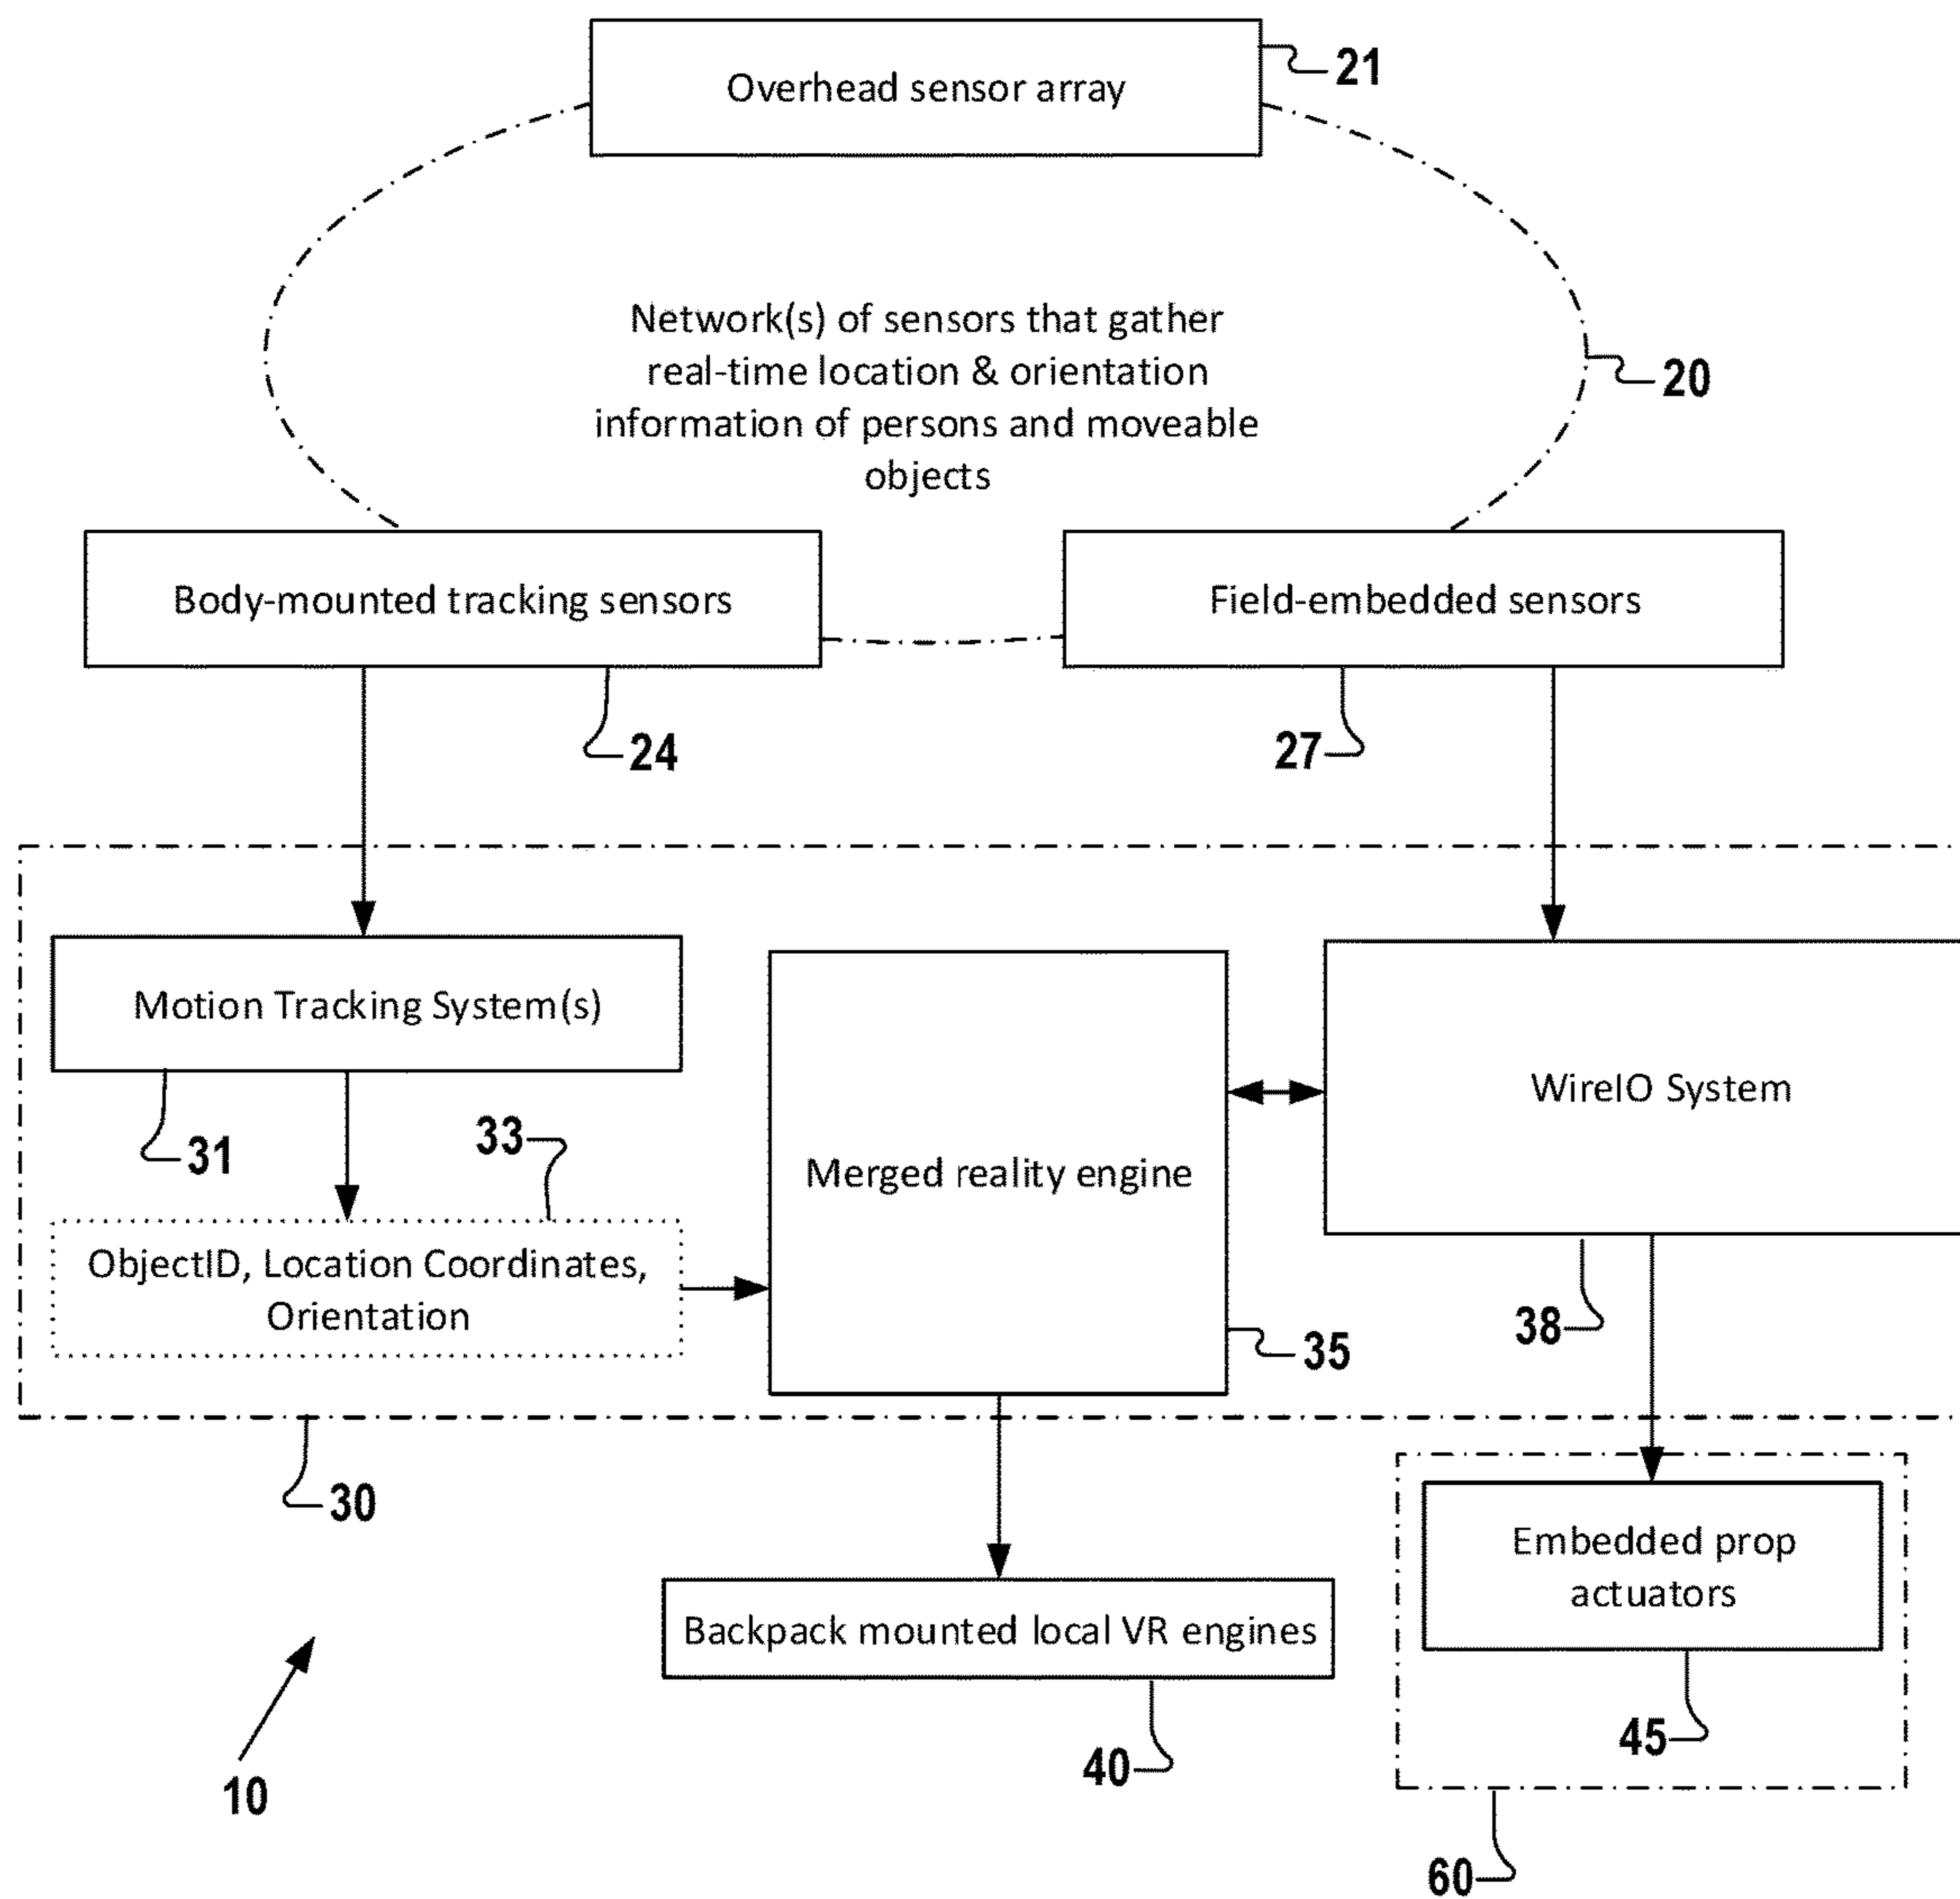 Overhead sensor array
21
Network(s) of sensors that gather
real-time location & orientation
information of persons and moveable
objects
20
Body-mounted tracking sensors
Field-embedded sensors
24
27
Motion Tracking System(s)
WireIO System
Merged reality engine
31
33
ObjectID, Location Coordinates,
Orientation
38
35
30
Embedded prop
actuators
Backpack mounted local VR engines
45
40
10
60